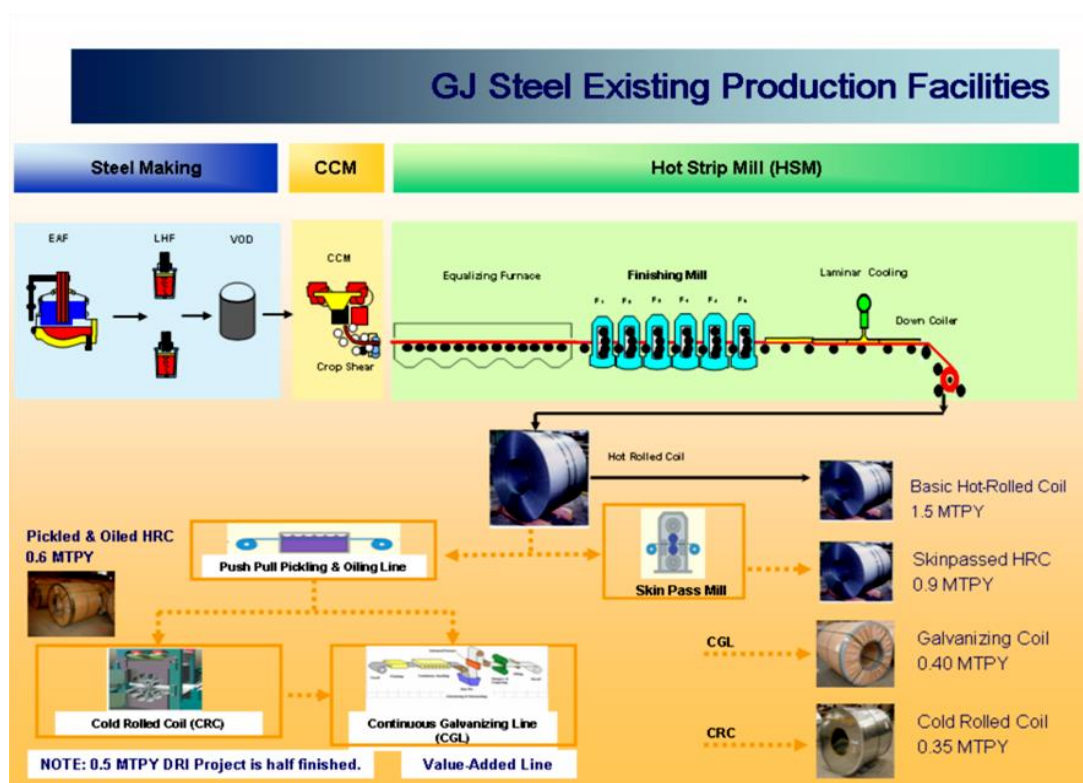 GJ Steel Existing Production Facilities
Steel Making
CCM
Hot Strip Mill (HSM)
EAF
LHF
VOD
CCM
Crop Shear
Equalizing Furnace
Finishing Mill
Laminar Cooling
Down Coiler
Hot Rolled Coil
Basic Hot-Rolled Coil
1.5 MTPY
Pickled & Oiled HRC
0.6 MTPY
Push Pull Pickling & Oiling Line
Skin Pass Mill
Skinpassed HRC
0.9 MTPY
CGL
Galvanizing Coil
0.40 MTPY
Cold Rolled Coil (CRC)
Continuous Galvanizing Line
(CGL)
CRC
Cold Rolled Coil
0.35 MTPY
NOTE: 0.5 MTPY DRI Project is half finished.
Value-Added Line